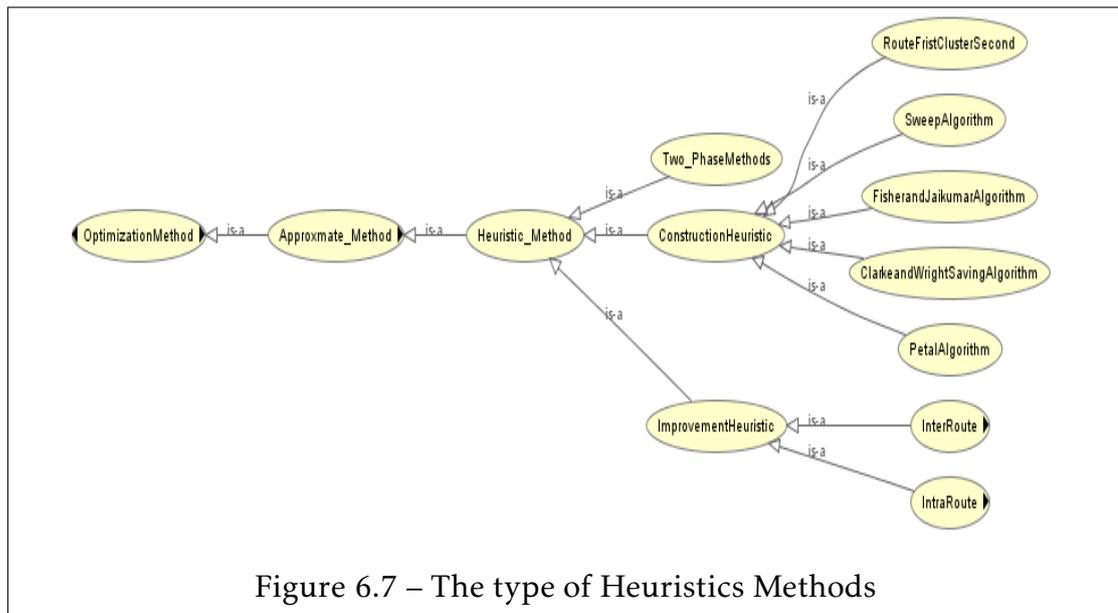 RouteFristClusterSecond
is-a
SweepAlgorithm
Two_PhaseMethods
is-a
is-a
FisherandJaikumarAlgorithm
is-a
OptimizationMethod
is-a
Approxmate_Method
is-a
Heuristic_Method
is-a
ConstructionHeuristic
is-a
ClarkeandWrightSavingAlgorithm
is-a
is-a
PetalAlgorithm
ImprovementHeuristic
is-a
InterRoute
is-a
IntraRoute
Figure 6.7 – The type of Heuristics Methods